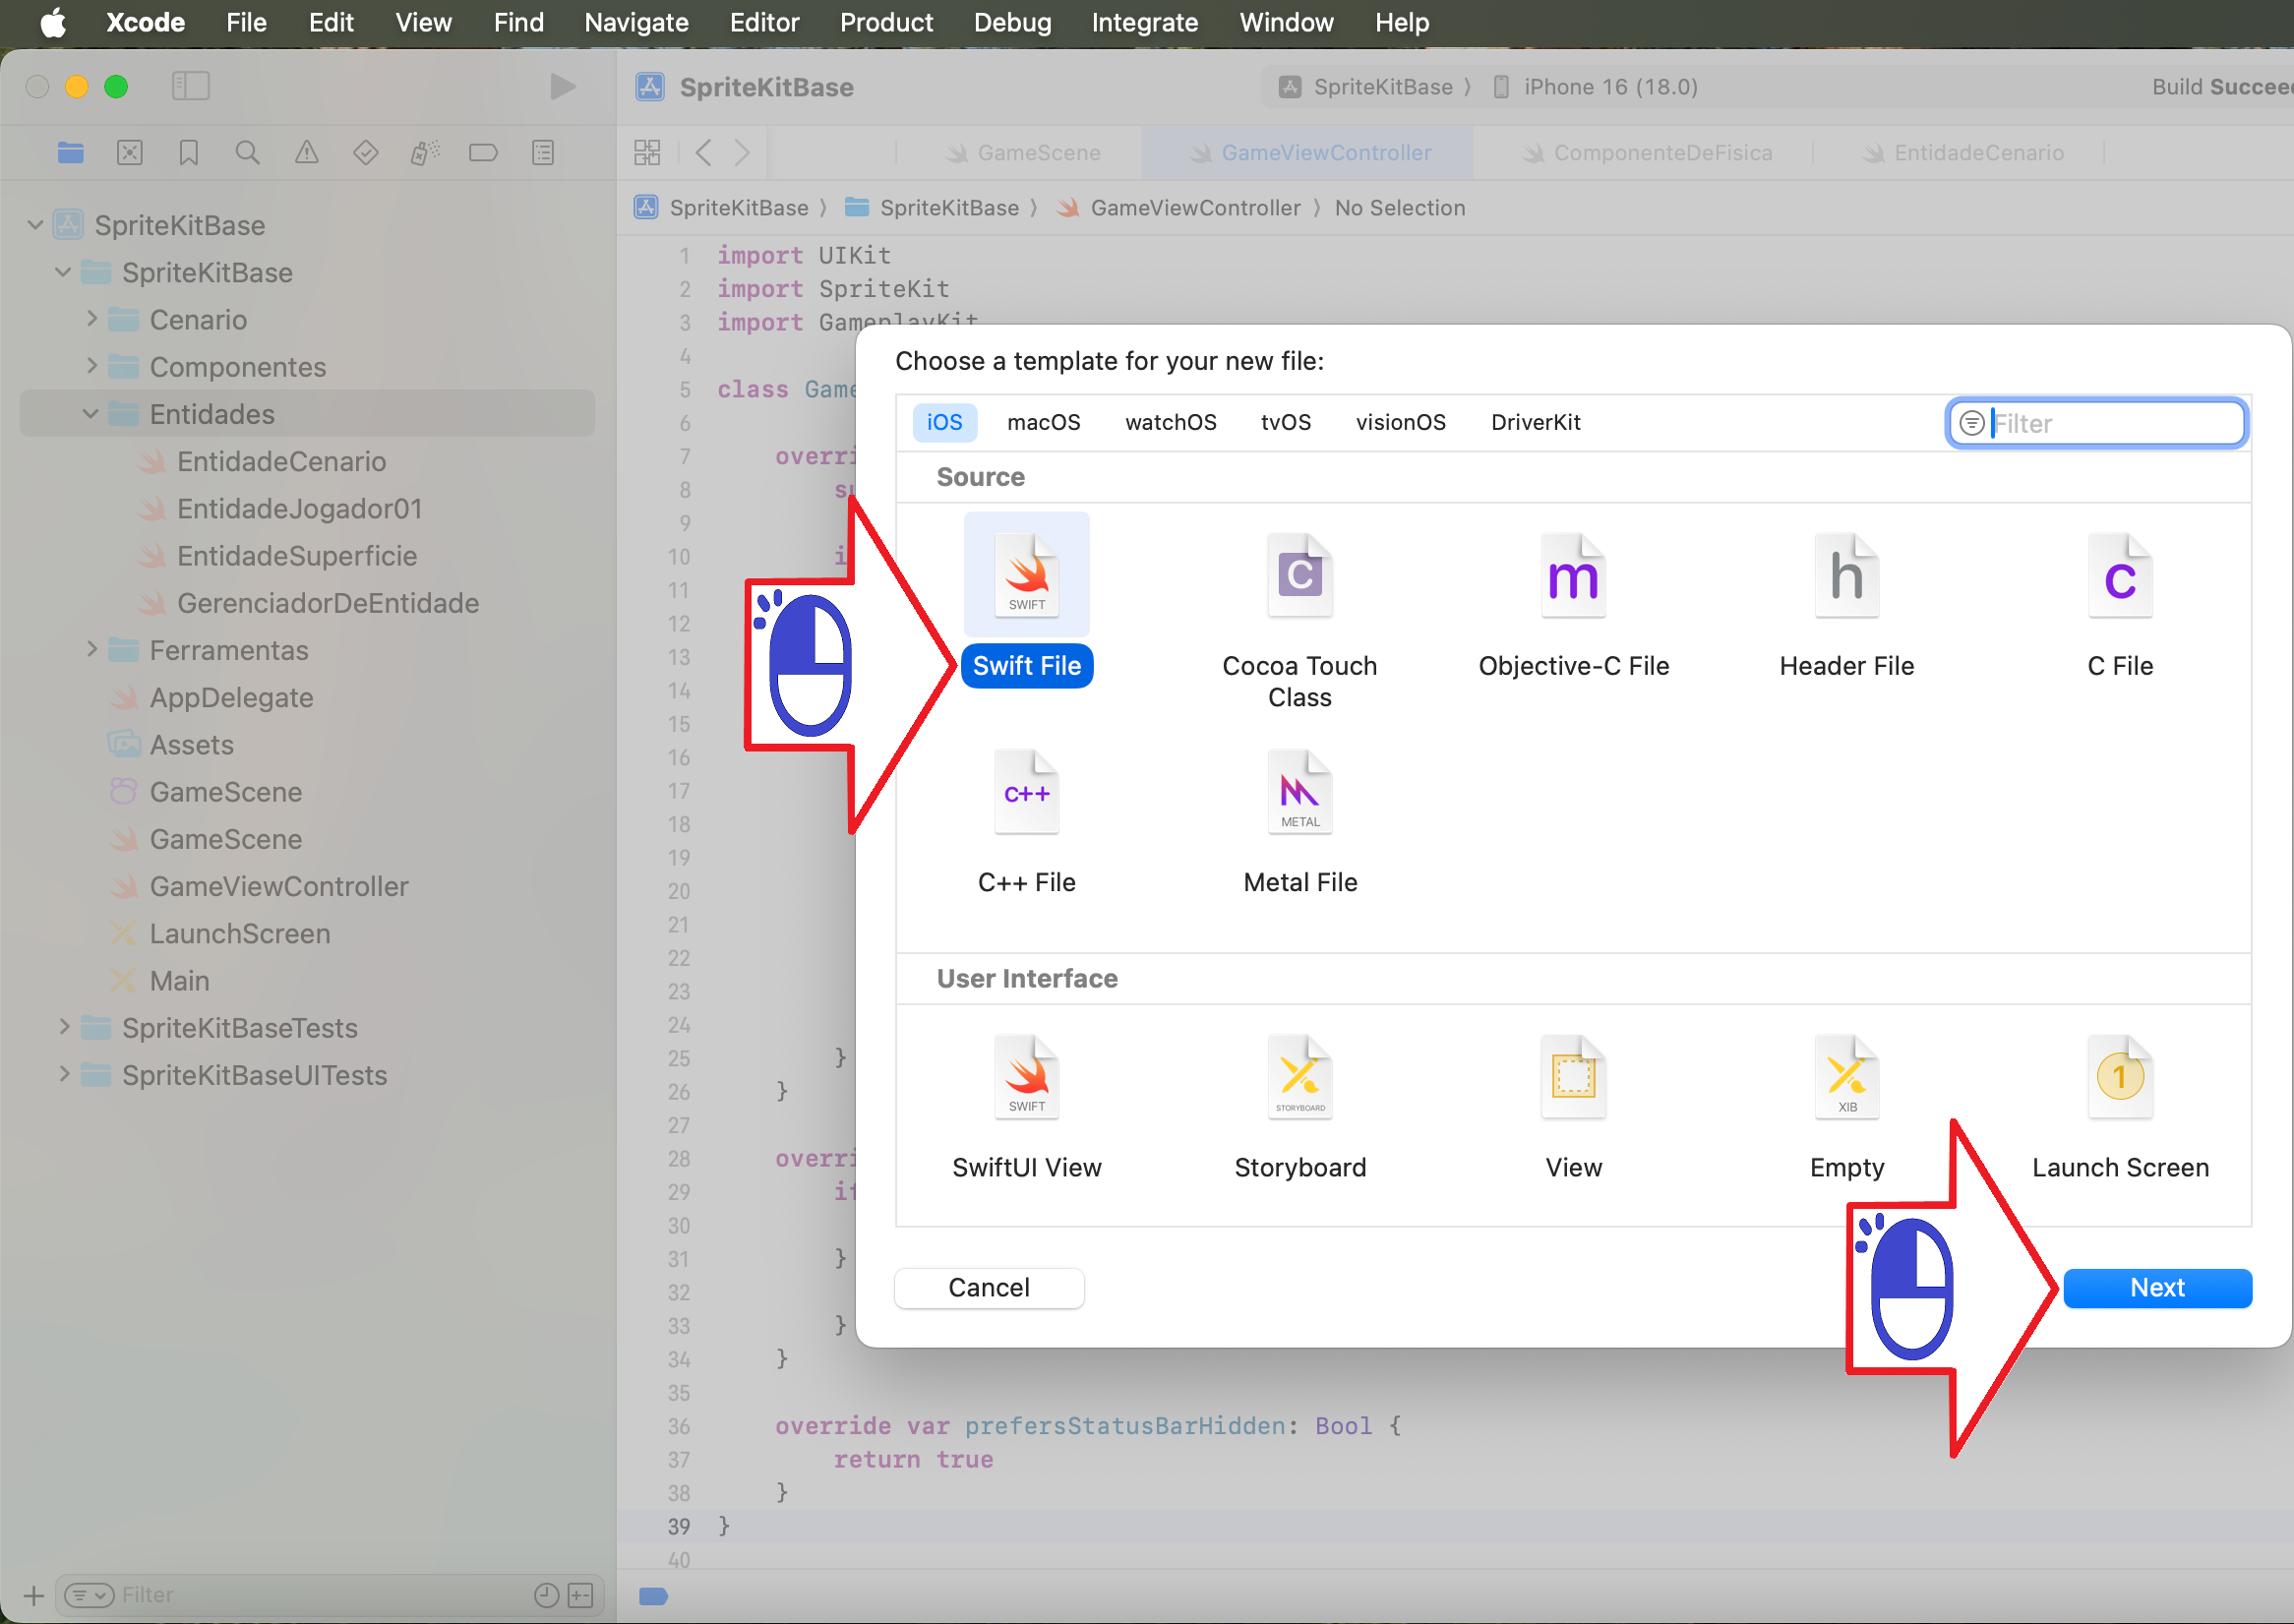 Xcode File Edit View Find Navigate Editor Product Debug Integrate Window Help
SpriteKitBase
SpriteKitBase 〉 iPhone 16 (18.0)
Build
GameScene
GameViewController
ComponenteDeFisica
EntidadeCenario
SpriteKitBase 〉 SpriteKitBase 〉 GameViewController 〉 No Selection
SpriteKitBase
SpriteKitBase
Cenario
Componentes
Entidades
EntidadeCenario
EntidadeJogador01
EntidadeSuperficie
GerenciadorDeEntidade
Ferramentas
AppDelegate
Assets
GameScene
GameScene
GameViewController
LaunchScreen
Main
SpriteKitBaseTests
SpriteKitBaseUITests
Filter
1 import UIKit
2 import SpriteKit
3 import GameplayKit
4
5 class
6
7
8
9
10
11
12
13
14
15
16
17
18
19
20
21
22
23
24
25 }
26 }
27
28
29 if
30
31 }
32
33 }
34 }
35
36 override var prefersStatusBarHidden: Bool {
37 return true
38 }
39 }
40
Choose a template for your new file:
iOS macOS watchOS tvOS visionOS DriverKit
Filter
Source
SWIFT
Swift File
C
Cocoa Touch
Class
m
Objective-C File
h
Header File
c
C File
C++
C++ File
METAL
Metal File
User Interface
SWIFT
SwiftUI View
STORYBOARD
Storyboard
View
XIB
Empty
1
Launch Screen
Cancel
Next